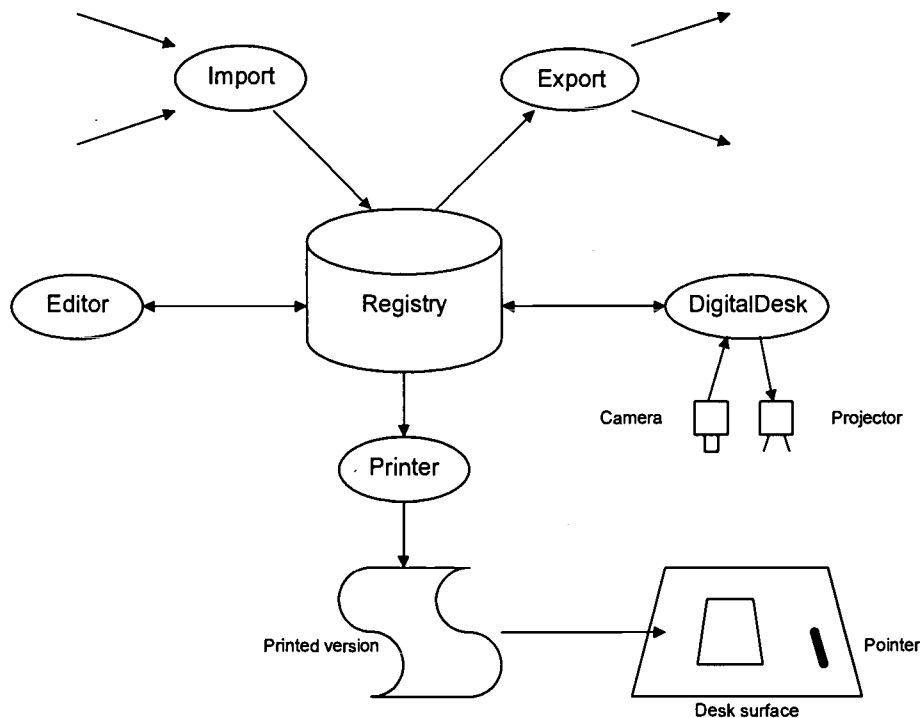 Import
Export
Editor
Registry
DigitalDesk
Camera
Projector
Printer
Printed version
Pointer
Desk surface